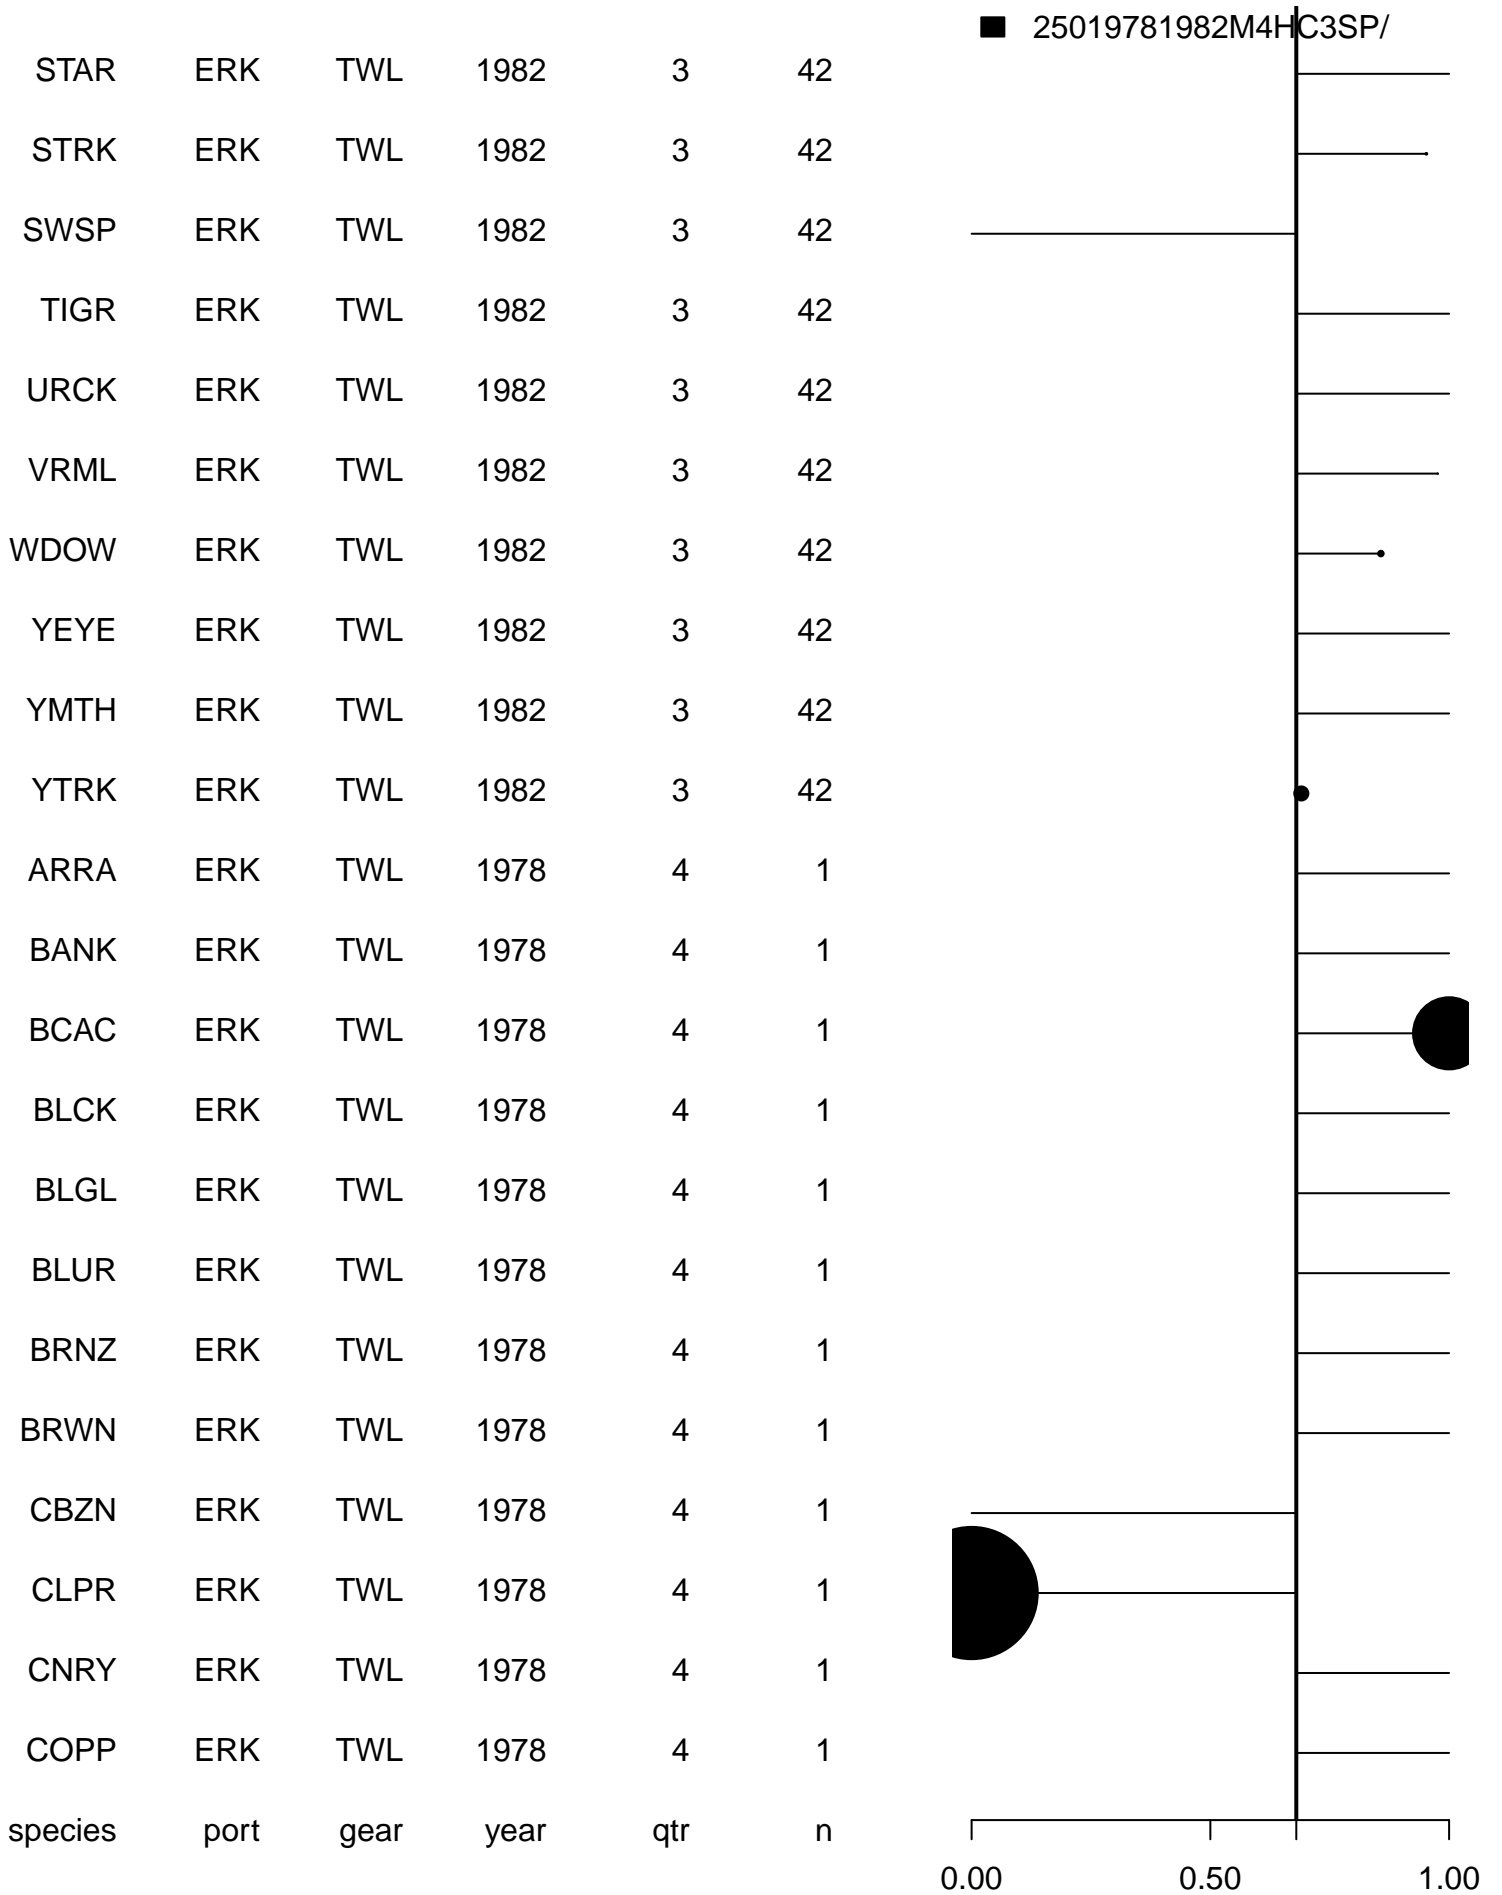 25019781982M4HC3SP/
STAR ERK TWL 1982 3 42
STRK ERK TWL 1982 3 42
SWSP ERK TWL 1982 3 42
TIGR ERK TWL 1982 3 42
URCK ERK TWL 1982 3 42
VRML ERK TWL 1982 3 42
WDOW ERK TWL 1982 3 42
YEYE ERK TWL 1982 3 42
YMTH ERK TWL 1982 3 42
YTRK ERK TWL 1982 3 42
ARRA ERK TWL 1978 4 1
BANK ERK TWL 1978 4 1
BCAC ERK TWL 1978 4 1
BLCK ERK TWL 1978 4 1
BLGL ERK TWL 1978 4 1
BLUR ERK TWL 1978 4 1
BRNZ ERK TWL 1978 4 1
BRWN ERK TWL 1978 4 1
CBZN ERK TWL 1978 4 1
CLPR ERK TWL 1978 4 1
CNRY ERK TWL 1978 4 1
COPP ERK TWL 1978 4 1
species port gear year qtr n
0.00 0.50 1.00